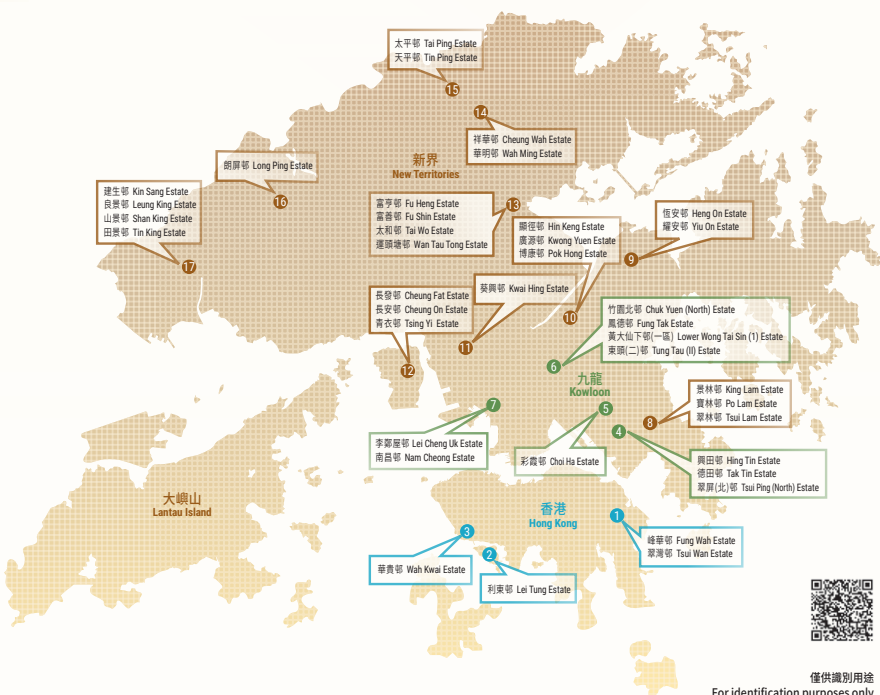 太平邨 Tai Ping Estate
天平邨 Tin Ping Estate
15
14
祥華邨 Cheung Wah Estate
華明邨 Wah Ming Estate
新界
New Territories
朗屏邨 Long Ping Estate
16
建生邨 Kin Sang Estate
良景邨 Leung King Estate
山景邨 Shan King Estate
田景邨 Tin King Estate
17
富亨邨 Fu Heng Estate
富善邨 Fu Shin Estate
太和邨 Tai Wo Estate
運頭塘邨 Wan Tau Tong Estate
13
顯徑邨 Hin Keng Estate
廣源邨 Kwong Yuen Estate
博康邨 Pok Hong Estate
10
恆安邨 Heng On Estate
耀安邨 Yiu On Estate
9
長發邨 Cheung Fat Estate
長安邨 Cheung On Estate
青衣邨 Tsing Yi Estate
12
葵興邨 Kwai Hing Estate
11
竹園北邨 Chuk Yuen (North) Estate
鳳德邨 Fung Tak Estate
黃大仙下邨(一區) Lower Wong Tai Sin (1) Estate
東頭(二)邨 Tung Tau (II) Estate
6
九龍
Kowloon
7
5
4
8
景林邨 King Lam Estate
寶林邨 Po Lam Estate
翠林邨 Tsui Lam Estate
李鄭屋邨 Lei Cheng Uk Estate
南昌邨 Nam Cheong Estate
彩霞邨 Choi Ha Estate
興田邨 Hing Tin Estate
德田邨 Tak Tin Estate
翠屏(北)邨 Tsui Ping (North) Estate
大嶼山
Lantau Island
香港
Hong Kong
1
3
2
峰華邨 Fung Wah Estate
翠灣邨 Tsui Wan Estate
華貴邨 Wah Kwai Estate
利東邨 Lei Tung Estate
僅供識別用途
For identification purposes only